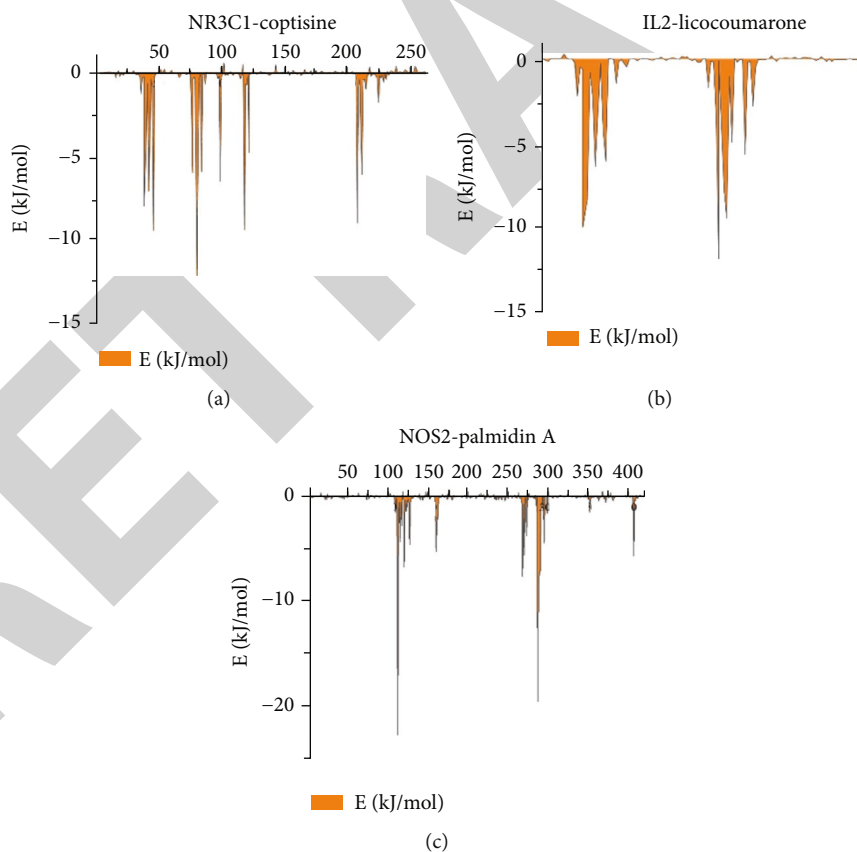 NR3C1-coptisine
50 100 150 200 250
0
−5
−10
−15
E (kJ/mol)
E (kJ/mol)
(a)
IL2-licocoumarone
0
−5
−10
−15
E (kJ/mol)
E (kJ/mol)
(b)
NOS2-palmidin A
50 100 150 200 250 300 350 400
0
−10
−20
E (kJ/mol)
E (kJ/mol)
(c)